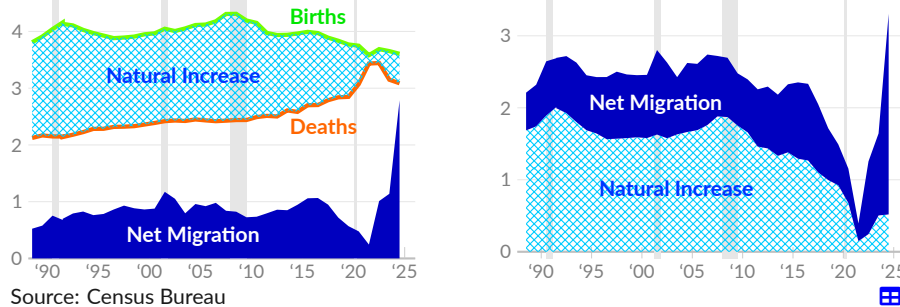 4
3
2
1
0
Births
Natural Increase
Deaths
Net Migration
‘90 ‘95 ‘00 ‘05 ‘10 ‘15 ‘20 ‘25
3
2
1
0
Net Migration
Natural Increase
‘90 ‘95 ‘00 ‘05 ‘10 ‘15 ‘20 ‘25
Source: Census Bureau